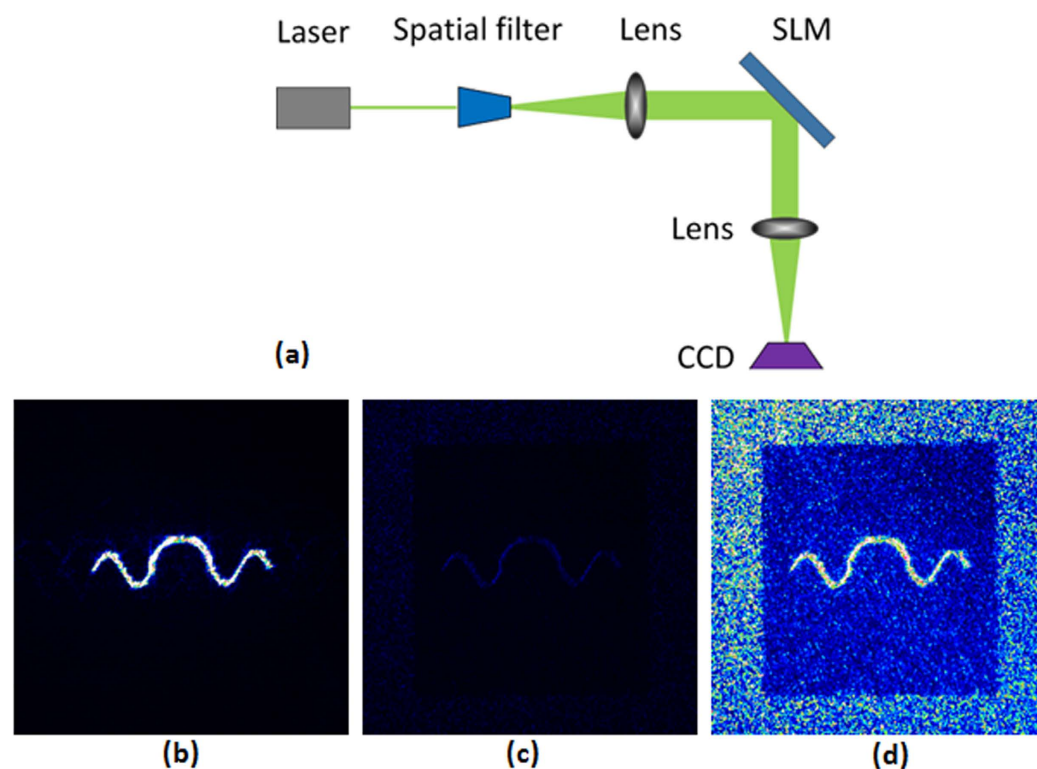 Laser
Spatial filter
Lens
SLM
Lens
CCD
(a)
(b)
(c)
(d)